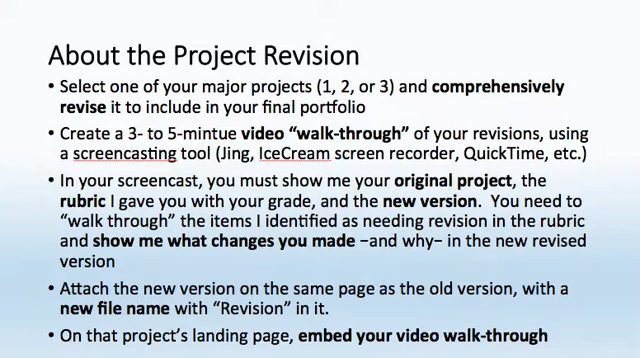 About the Project Revision
• Select one of your major projects (1, 2, or 3) and comprehensively
revise it to include in your final portfolio
• Create a 3- to 5-mintue video “walk-through” of your revisions, using
a screencasting tool (Jing, IceCream screen recorder, QuickTime, etc.)
• In your screencast, you must show me your original project, the
rubric I gave you with your grade, and the new version.  You need to
“walk through” the items I identified as needing revision in the rubric
and show me what changes you made –and why– in the new revised
version
• Attach the new version on the same page as the old version, with a
new file name with “Revision” in it.
• On that project’s landing page, embed your video walk-through